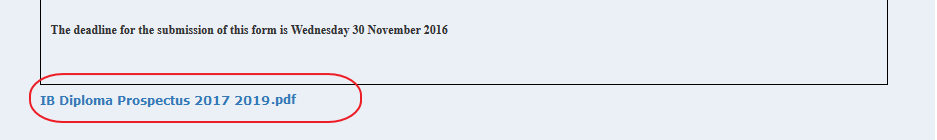 The deadline for the submission of this form is Wednesday 30 November 2016
IB Diploma Prospectus 2017 2019.pdf